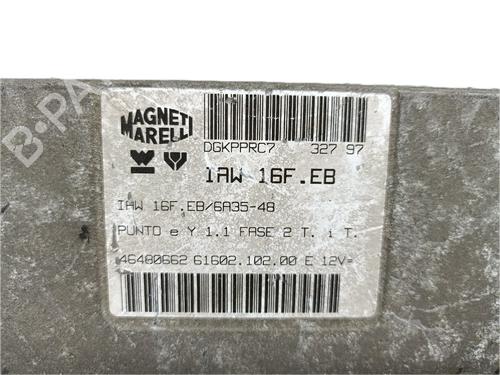 MAGNETI
MARELLI
DGKPPRC7 327 97
IAW 16F.EB
IAW 16F.EB/6A35-48
PUNTO e Y 1.1 FASE 2 T. i T.
46480662 61602.102.00 E 12V=
B-PARTS